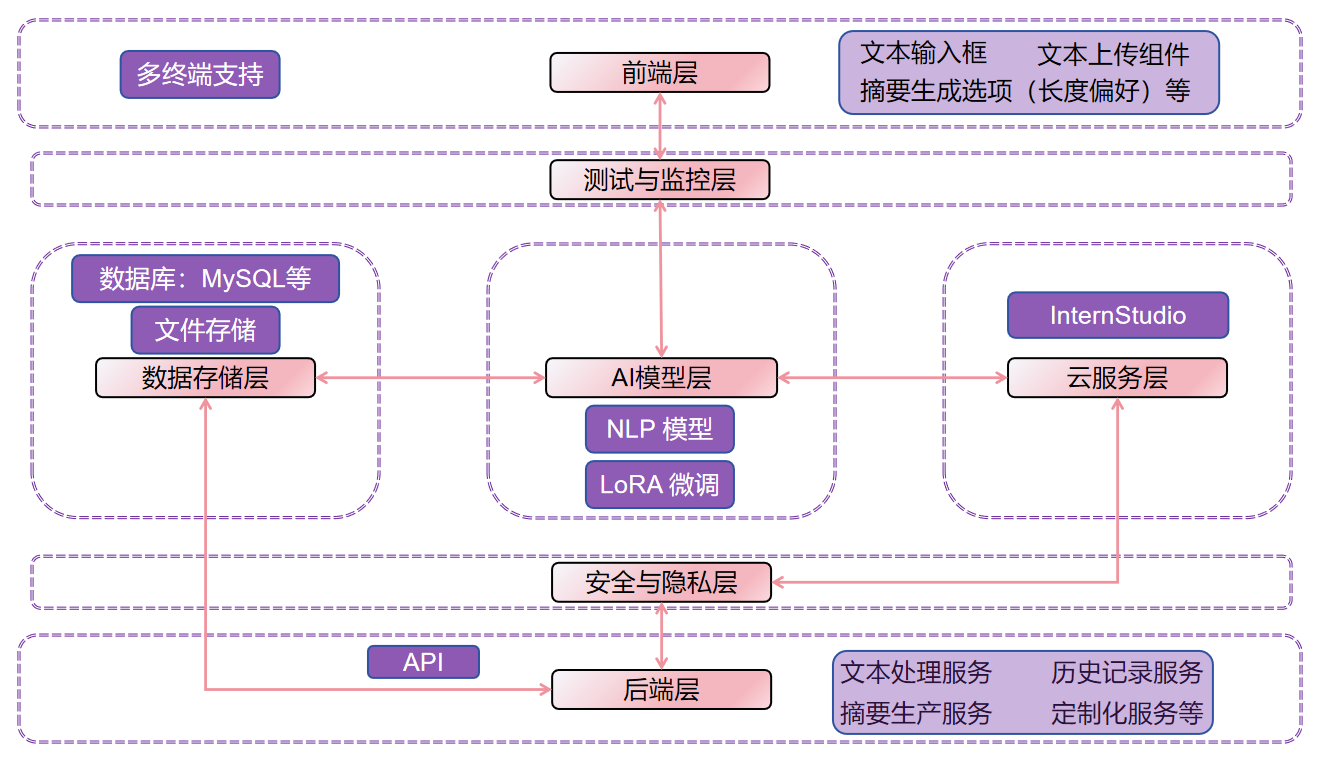 多终端支持
前端层
文本输入框 文本上传组件
摘要生成选项（长度偏好）等
测试与监控层
数据库：MySQL等
文件存储
数据存储层
AI模型层
NLP 模型
LoRA 微调
InternStudio
云服务层
安全与隐私层
API
后端层
文本处理服务 历史记录服务
摘要生产服务 定制化服务等